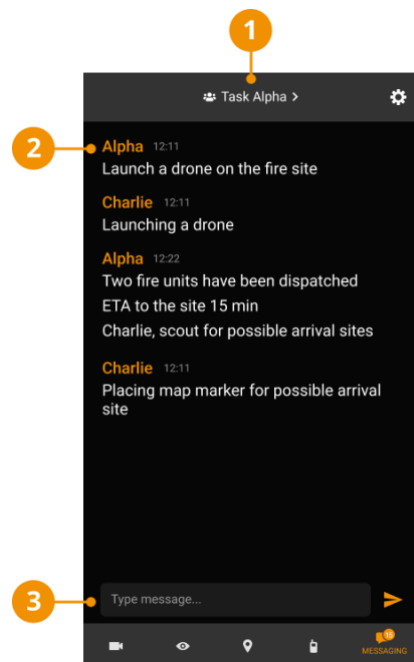 1
Task Alpha >
2
Alpha 12:11
Launch a drone on the fire site
Charlie 12:11
Launching a drone
Alpha 12:22
Two fire units have been dispatched
ETA to the site 15 min
Charlie, scout for possible arrival sites
Charlie 12:11
Placing map marker for possible arrival
site
3
Type message...
15
MESSAGING